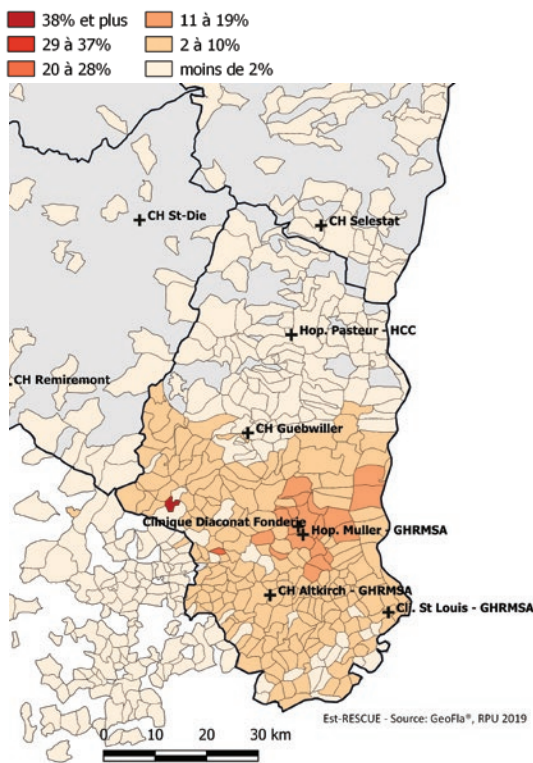 38% et plus
11 à 19%
29 à 37%
2 à 10%
20 à 28%
moins de 2%
CH St-Die
CH Selestat
Hop. Pasteur - HCC
CH Remiremont
CH Guebwiller
Clinique Diaconat Fonderie
Hop. Muller - GHRMSA
CH Altkirch - GHRMSA
St Louis - GHRMSA
Est-RESCUE - Source: GeoFla®, RPU 2019
0 10 20 30 km